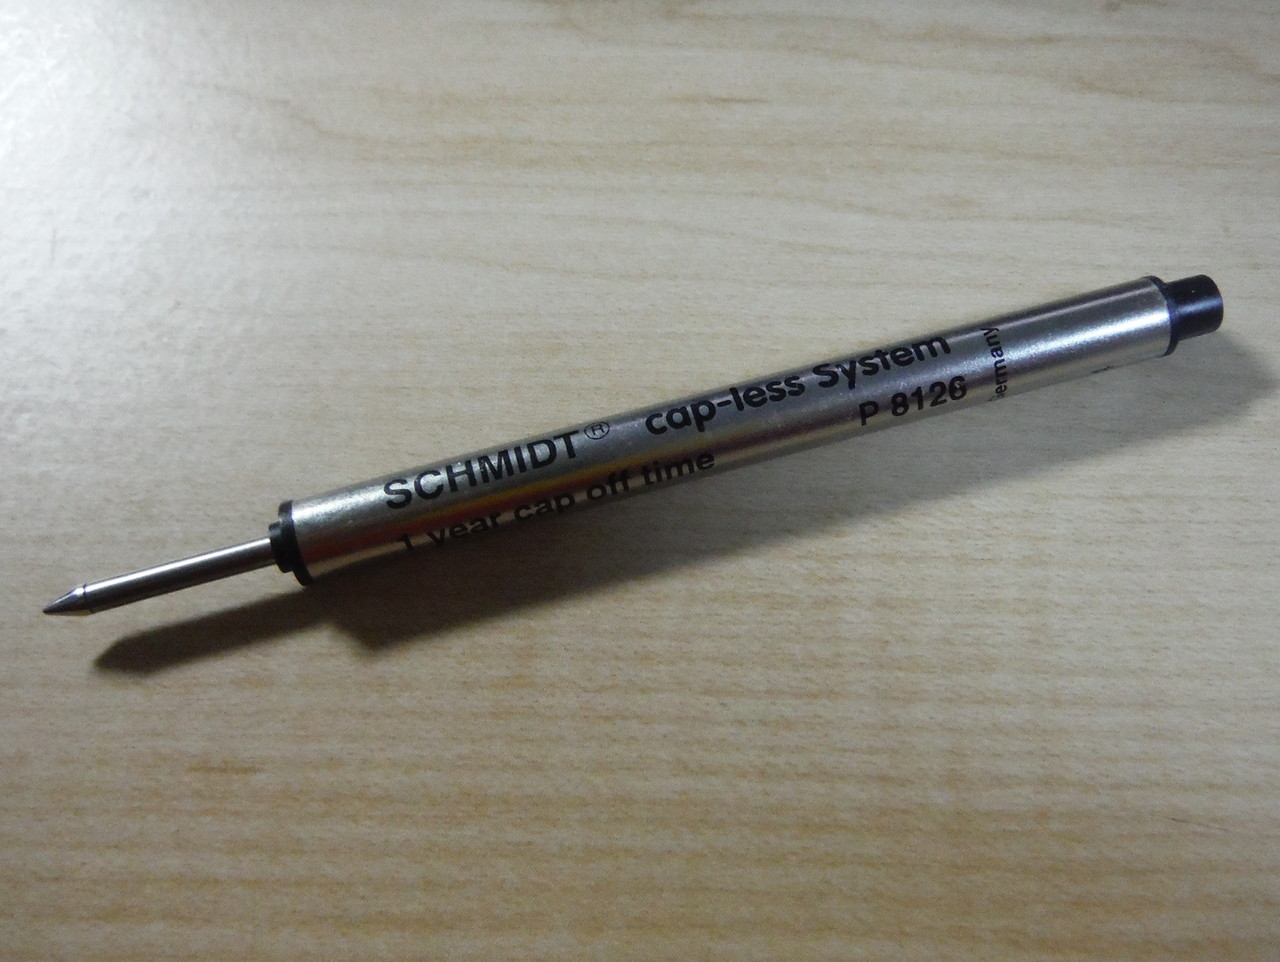 SCHMIDT® cap-less System
1 year cap off time P 8126
Germany